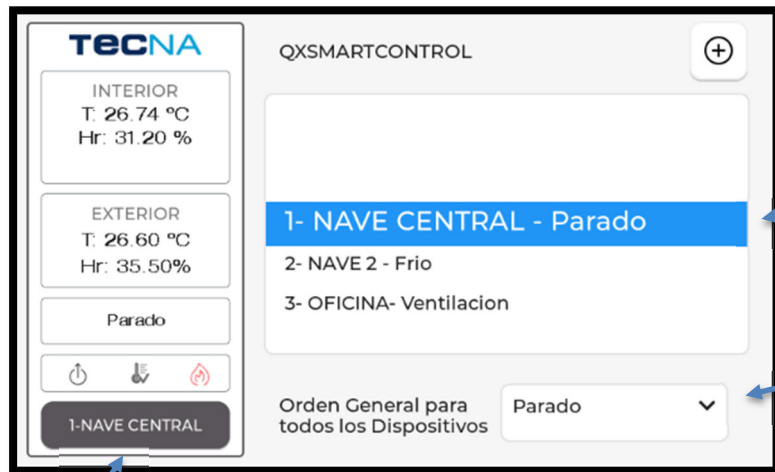 TECNA
INTERIOR
T: 26.74 ºC
Hr: 31.20 %
EXTERIOR
T: 26.60 ºC
Hr: 35.50%
Parado
1-NAVE CENTRAL
QXSMARTCONTROL
1- NAVE CENTRAL - Parado
2- NAVE 2 - Frio
3- OFICINA- Ventilacion
Orden General para
todos los Dispositivos
Parado